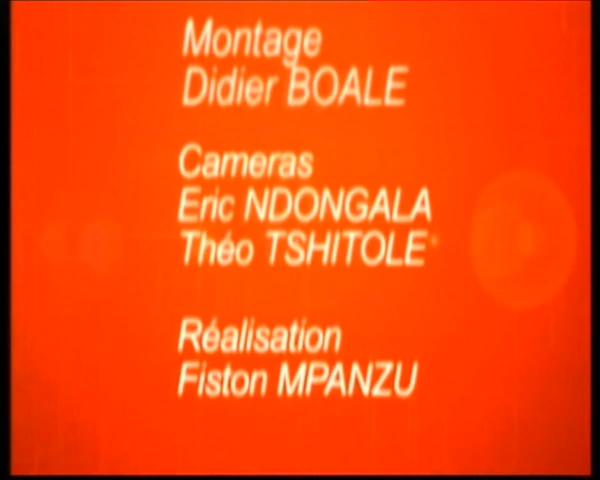 Montage
Didier BOALE
Cameras
Eric NDONGALA
Théo TSHITOLE
Réalisation
Fiston MPANZU